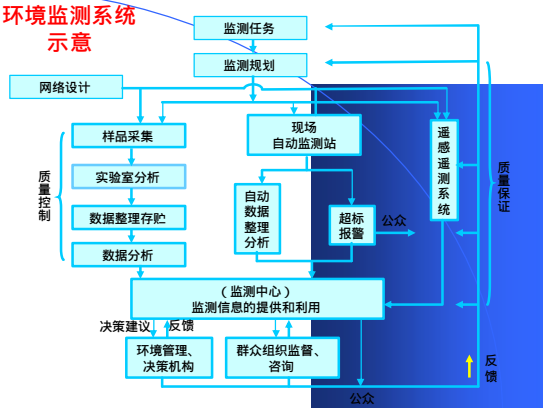 环境监测系统
示意
监测任务
监测规划
网络设计
样品采集
现场
自动监测站
遥
感
遥
测
系
统
质
量
控
制
实验室分析
自动
数据
整理
分析
超标
报警
公众
质
量
保
证
数据整理存贮
数据分析
（监测中心）
监测信息的提供和利用
决策建议
反馈
环境管理、
决策机构
群众组织监督、
咨询
公众
反
馈